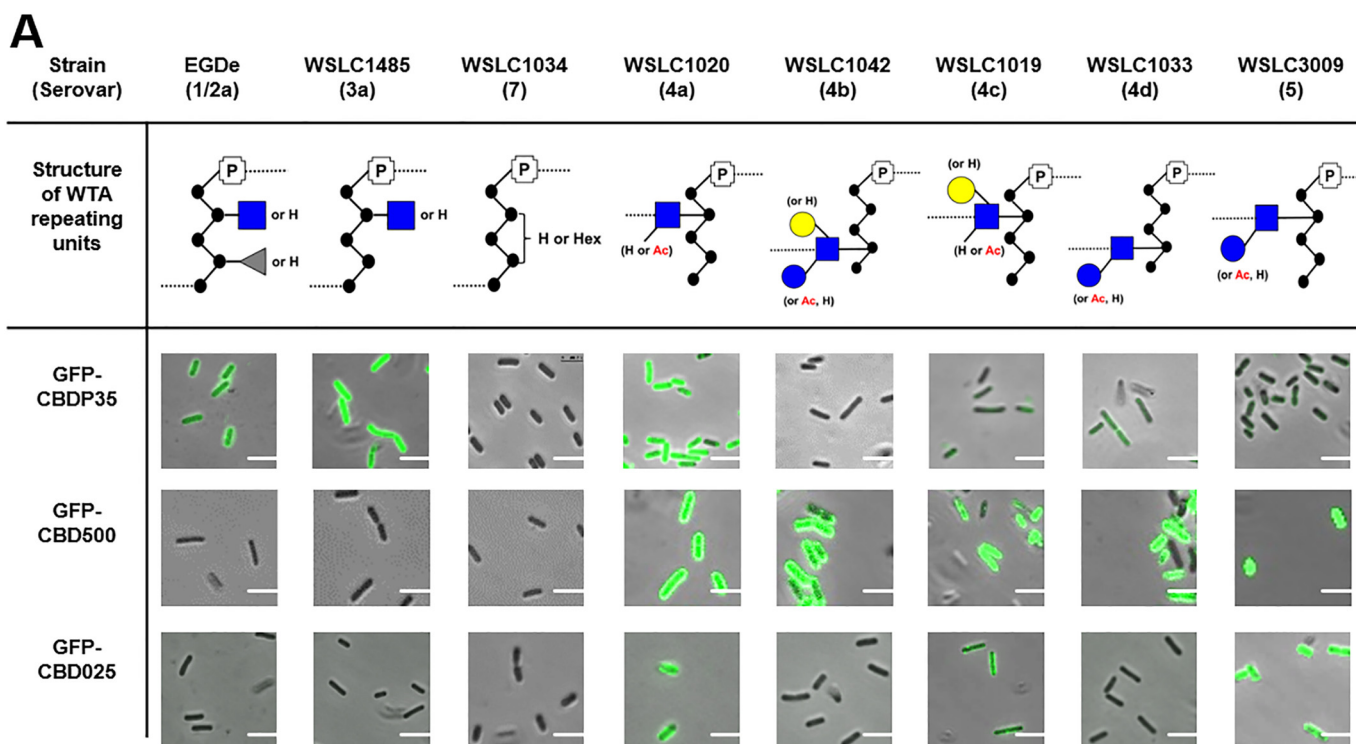 A
Strain
(Serovar)
EGDe
(1/2a)
WSLC1485
(3a)
WSLC1034
(7)
WSLC1020
(4a)
WSLC1042
(4b)
WSLC1019
(4c)
WSLC1033
(4d)
WSLC3009
(5)
Structure
of WTA
repeating
units
P
or H
or H
P
or H
P
H or Hex
P
(H or Ac)
P
(or H)
(or Ac, H)
P
(or H)
(H or Ac)
P
(or Ac, H)
P
(or Ac, H)
GFP-
CBDP35
GFP-
CBD500
GFP-
CBD025